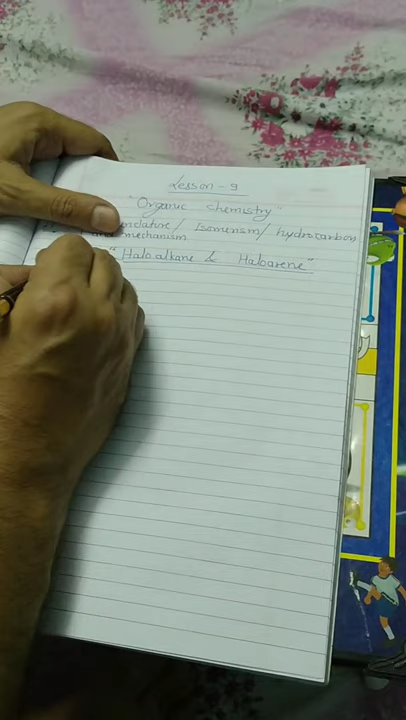 Lesson - 9
"Organic chemistry"
Isomerism/ hydrocarbon
mechanism
"Haloalkane & Haloarene"